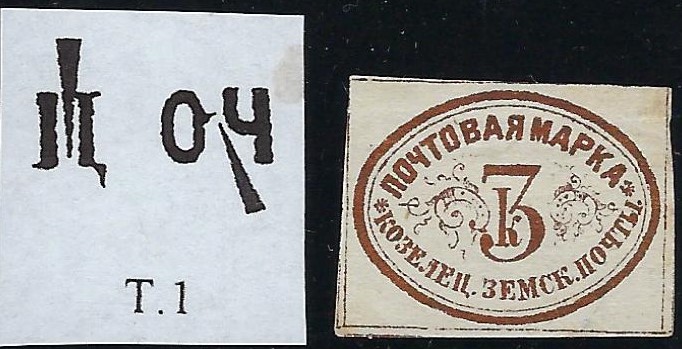 Ц ОЧ
Т.1
ПОЧТОВАЯ МАРКА
3 к
*КОЗЕЛЕЦ. ЗЕМСК. ПОЧТЫ.*